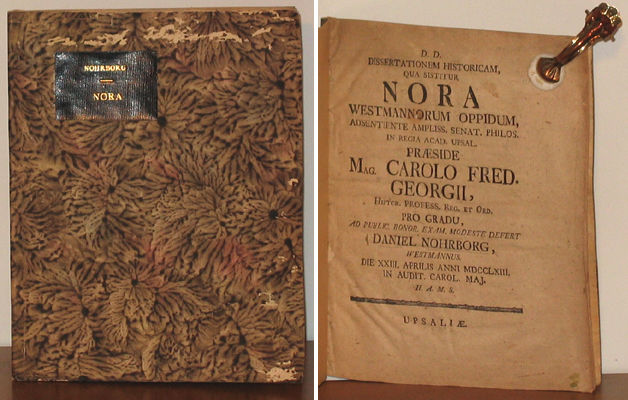 NOHRBORG
NORA
D. D.
DISSERTATIONEM HISTORICAM,
QUA SISTITUR
NORA
WESTMANNORUM OPPIDUM,
ADSENTIENTE AMPLISS. SENAT. PHILOS.
IN REGIA ACAD. UPSAL.
PRÆSIDE
MAG. CAROLO FRED.
GEORGII,
HISTOR. PROFESS. REG. ET ORD.
PRO GRADU,
AD PUBLIC. BONOR. EXAM. MODESTE DEFERT
DANIEL NOHRBORG,
WESTMANNUS.
DIE XXIII. APRILIS ANNI MDCCLXIII.
IN AUDIT. CAROL. MAJ.
H. A. M. S.
UPSALIÆ.